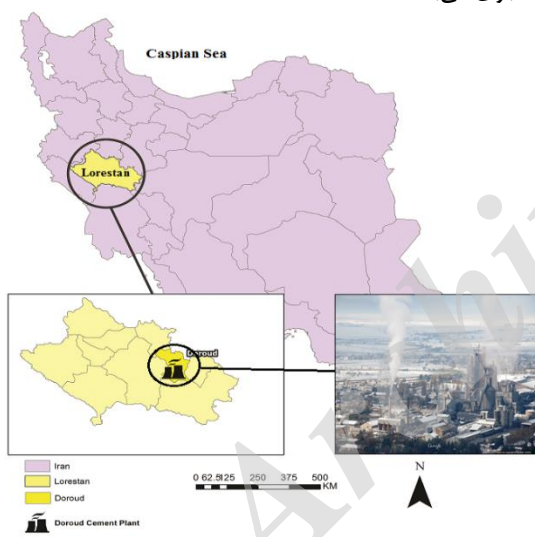 Caspian Sea
Lorestan
Doroud
Iran
Lorestan
Doroud
Doroud Cement Plant
0 62.5125 250 375 500
KM
N